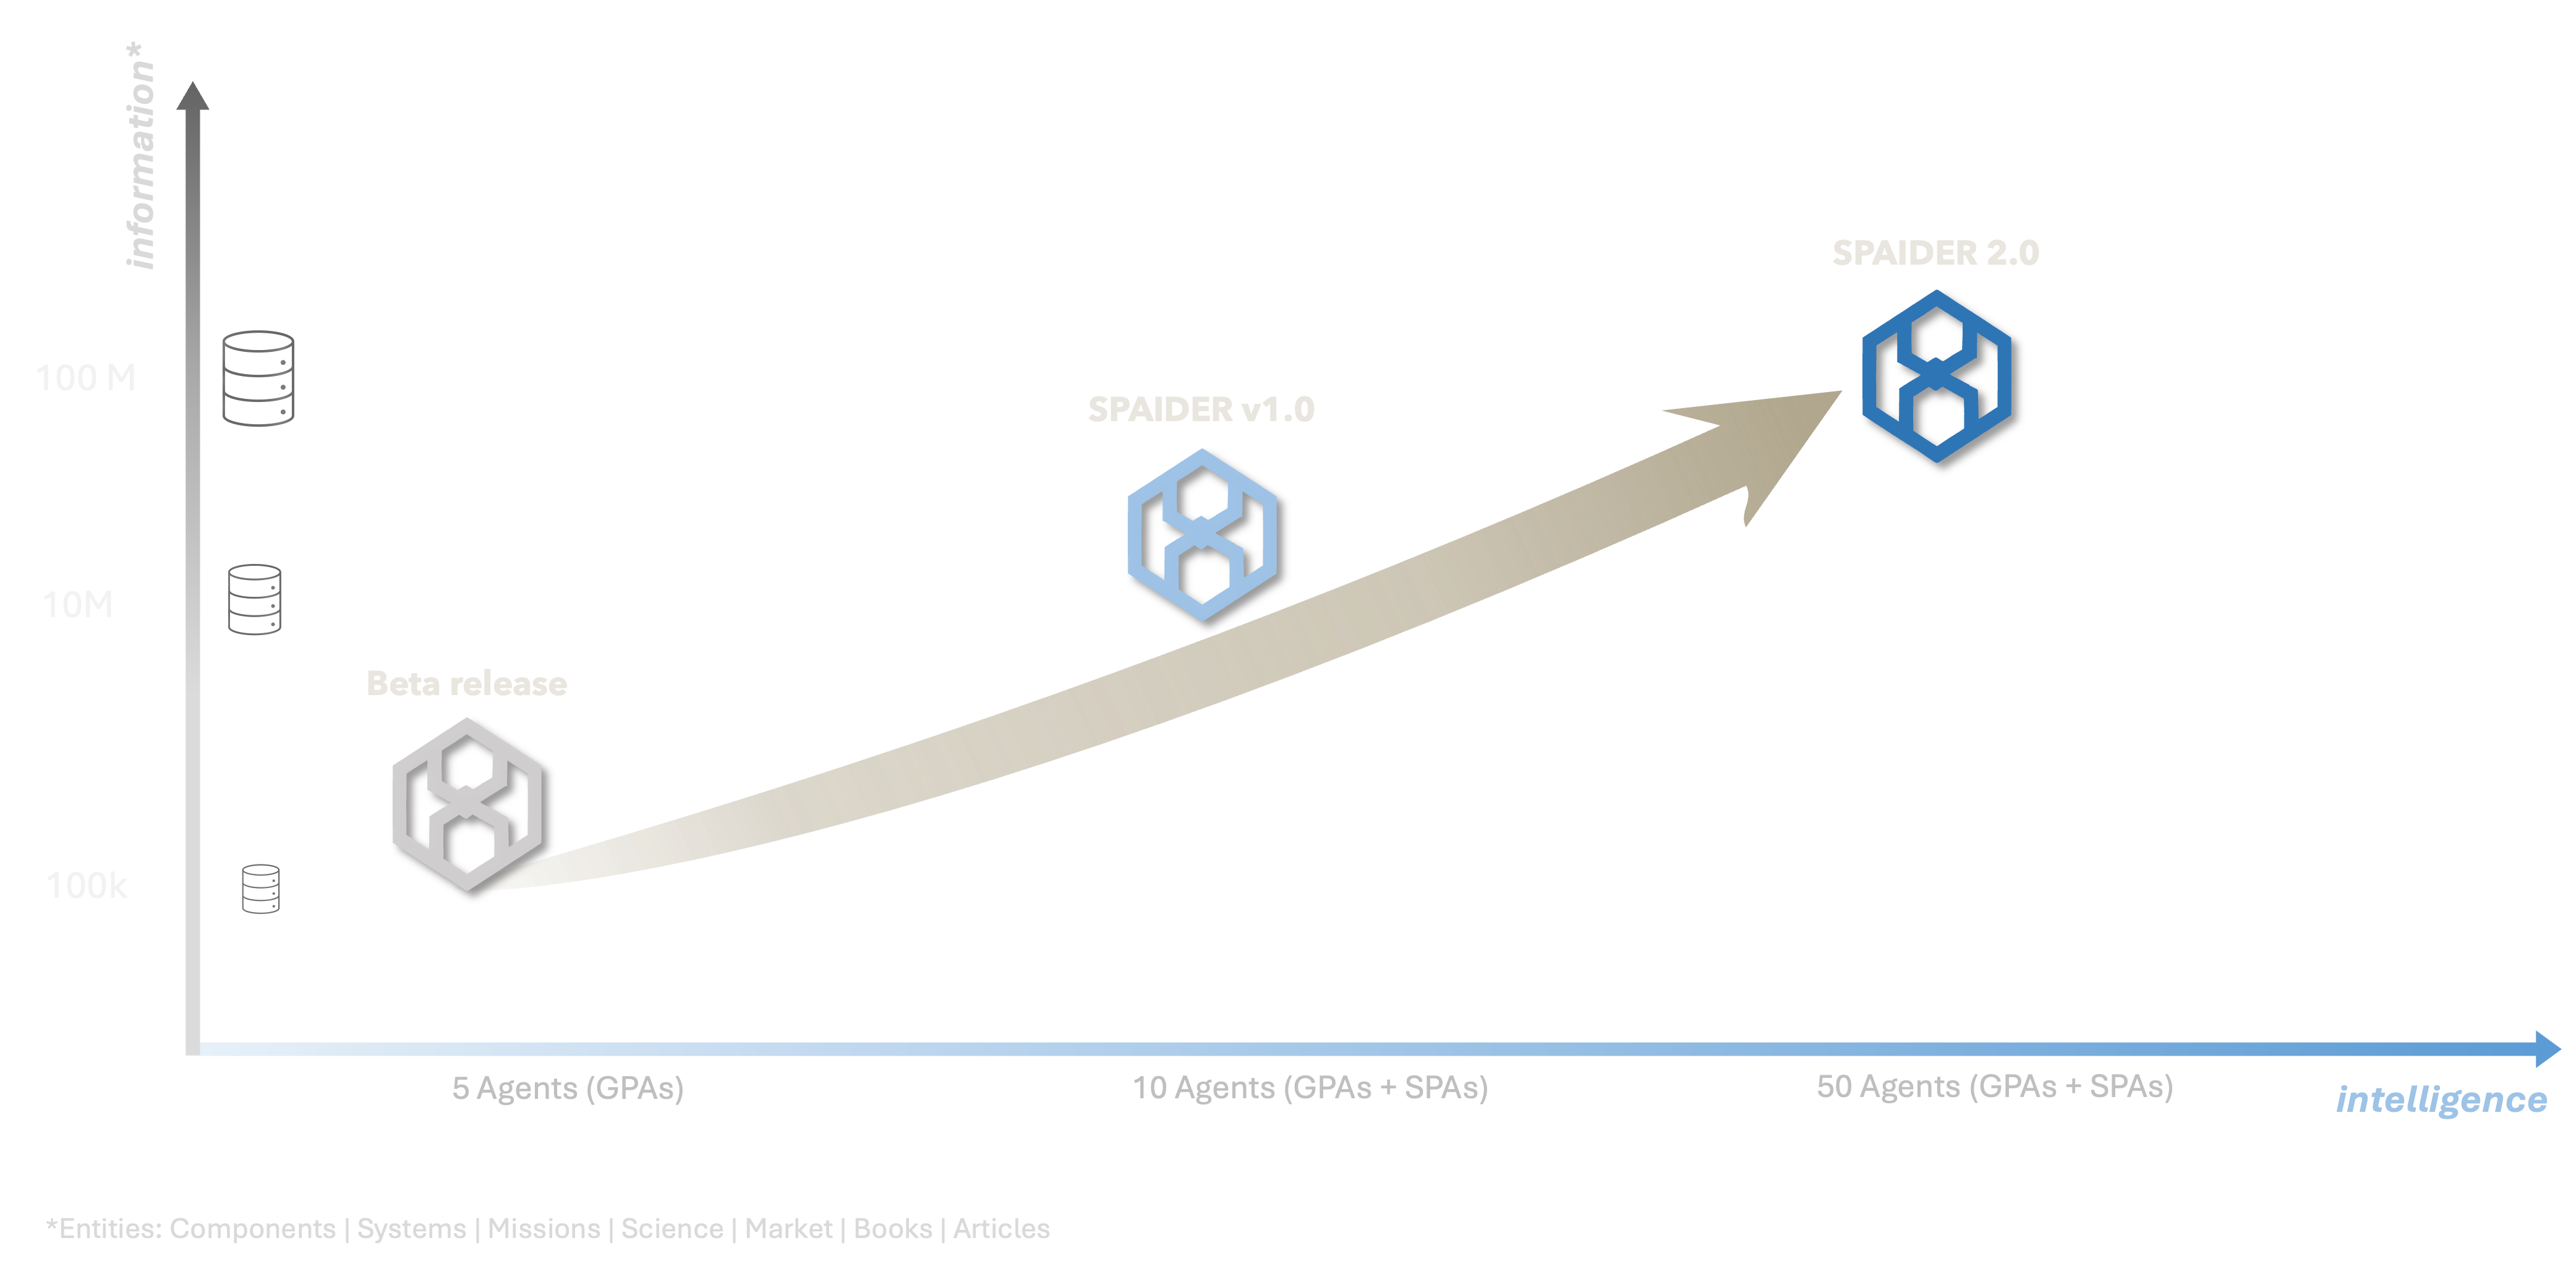 information*
SPAIDER 2.0
100 M
SPAIDER v1.0
10M
Beta release
100k
5 Agents (GPAs)
10 Agents (GPAs + SPAs)
50 Agents (GPAs + SPAs)
intelligence
*Entities: Components | Systems | Missions | Science | Market | Books | Articles